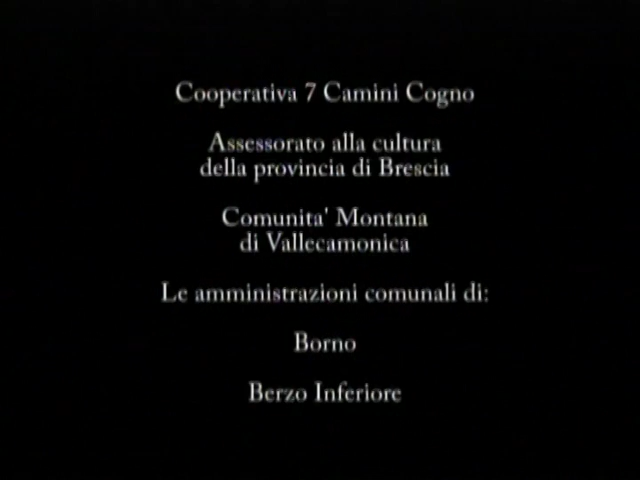 Cooperativa 7 Camini Cogno
Assessorato alla cultura
della provincia di Brescia
Comunita' Montana
di Vallecamonica
Le amministrazioni comunali di:
Borno
Berzo Inferiore